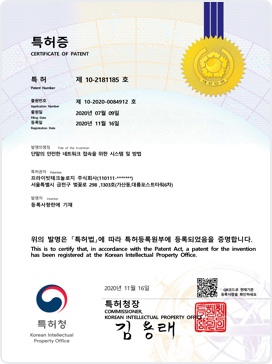 특허증
CERTIFICATE OF PATENT
특 허 제 10-2181185 호
Patent Number
출원번호 제 10-2020-0084912 호
Application Number
출원일 2020년 07월 09일
Filing Date
등록일 2020년 11월 16일
Registration Date
발명의명칭 Title of the Invention
단말의 안전한 네트워크 접속을 위한 시스템 및 방법
특허권자 Patentee
프라이빗테크놀로지 주식회사(110111-*******)
서울특별시 금천구 벚꽃로 298 ,1303호(가산동,대륭포스트타워6차)
발명자 Inventor
등록사항란에 기재
위의 발명은 「특허법」에 따라 특허등록원부에 등록되었음을 증명합니다.
This is to certify that, in accordance with the Patent Act, a patent for the invention
has been registered at the Korean Intellectual Property Office.
2020년 11월 16일
특허청장
COMMISSIONER,
KOREAN INTELLECTUAL PROPERTY OFFICE
김용래
QR코드로 현재기준
등록사항을 확인하세요
특허청
Korean Intellectual
Property Office